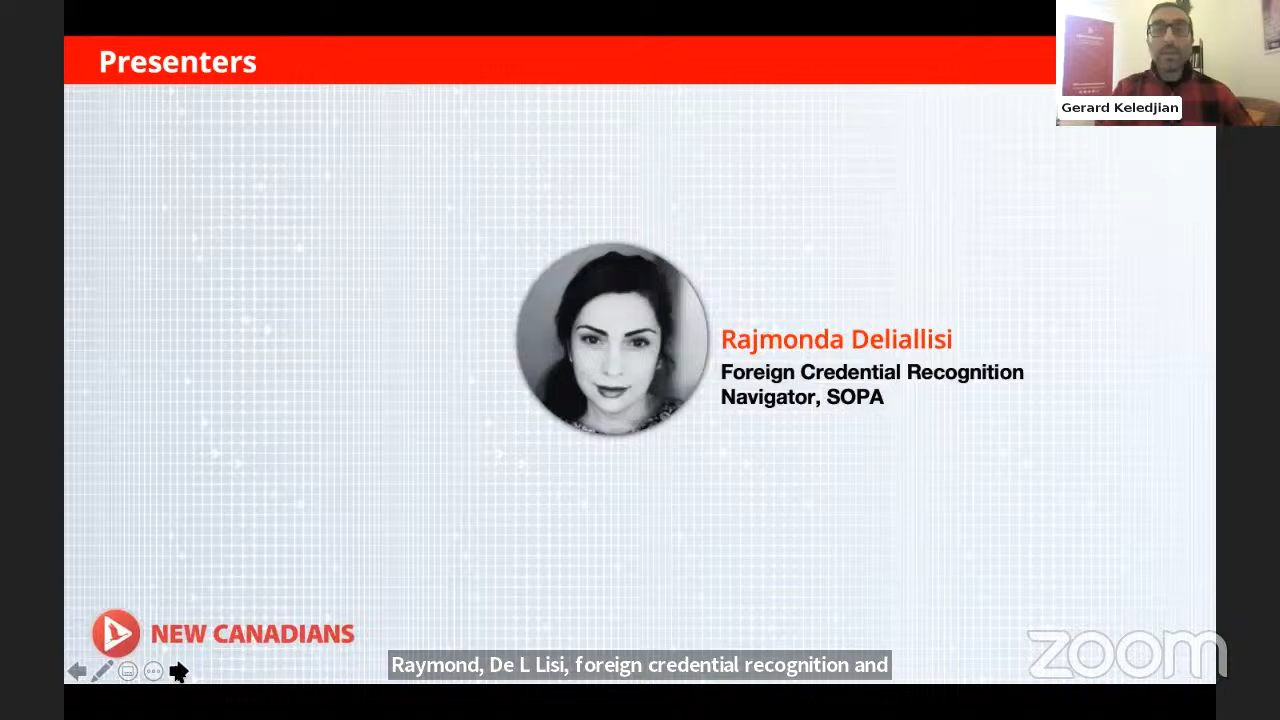 Presenters
Gerard Keledjian
Rajmonda Deliallisi
Foreign Credential Recognition
Navigator, SOPA
NEW CANADIANS
Raymond, De L Lisi, foreign credential recognition and
zoom